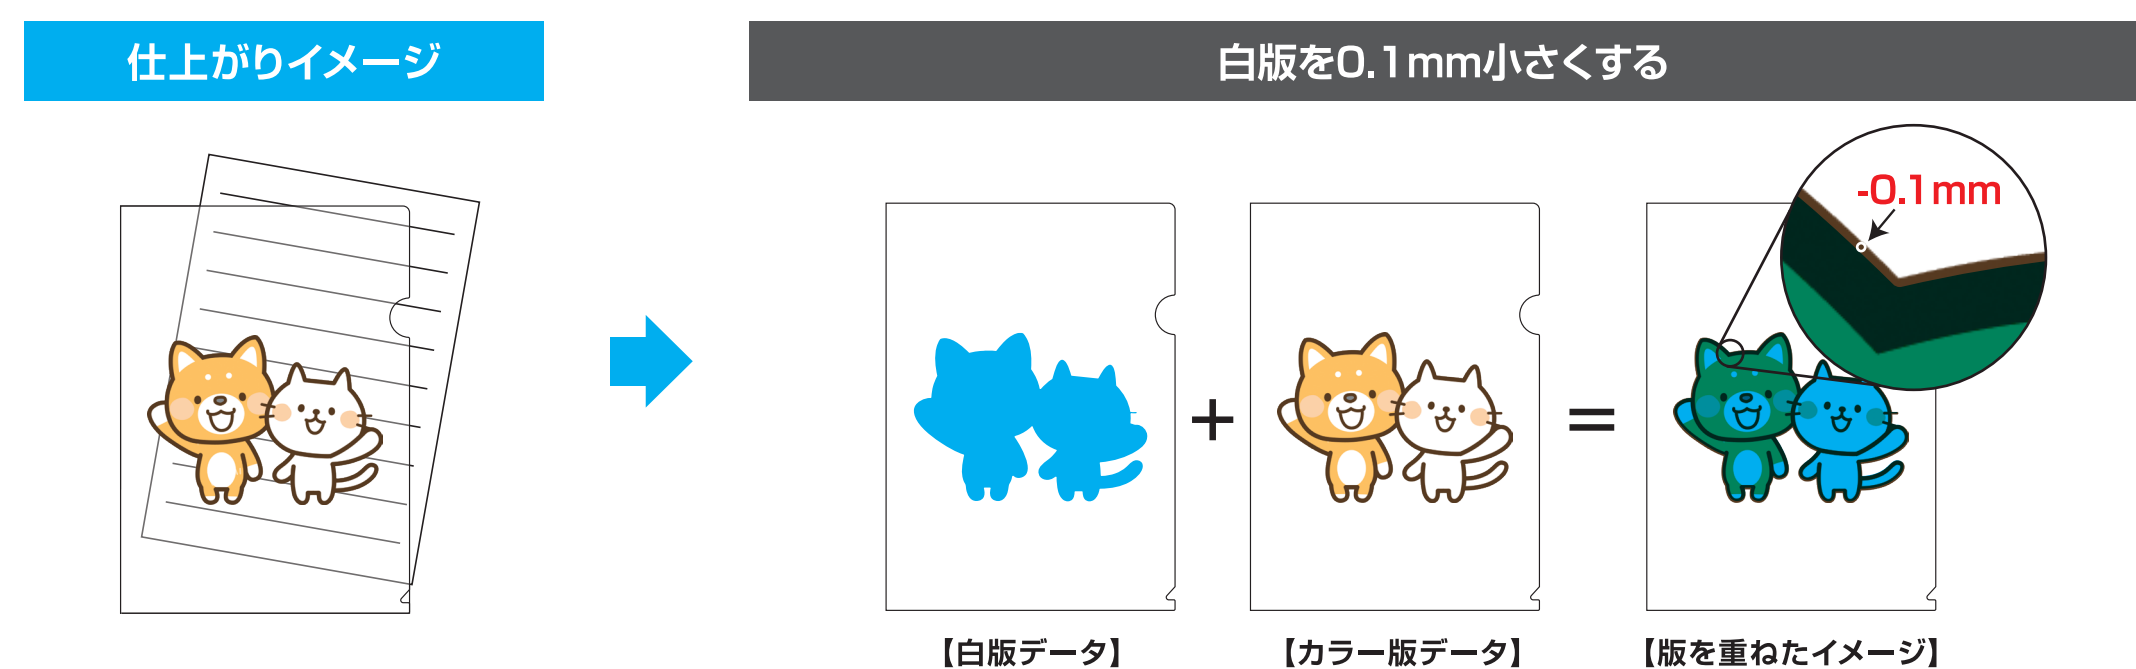 仕上がりイメージ
白版を0.1mm小さくする
-0.1mm
【白版データ】
【カラー版データ】
【版を重ねたイメージ】